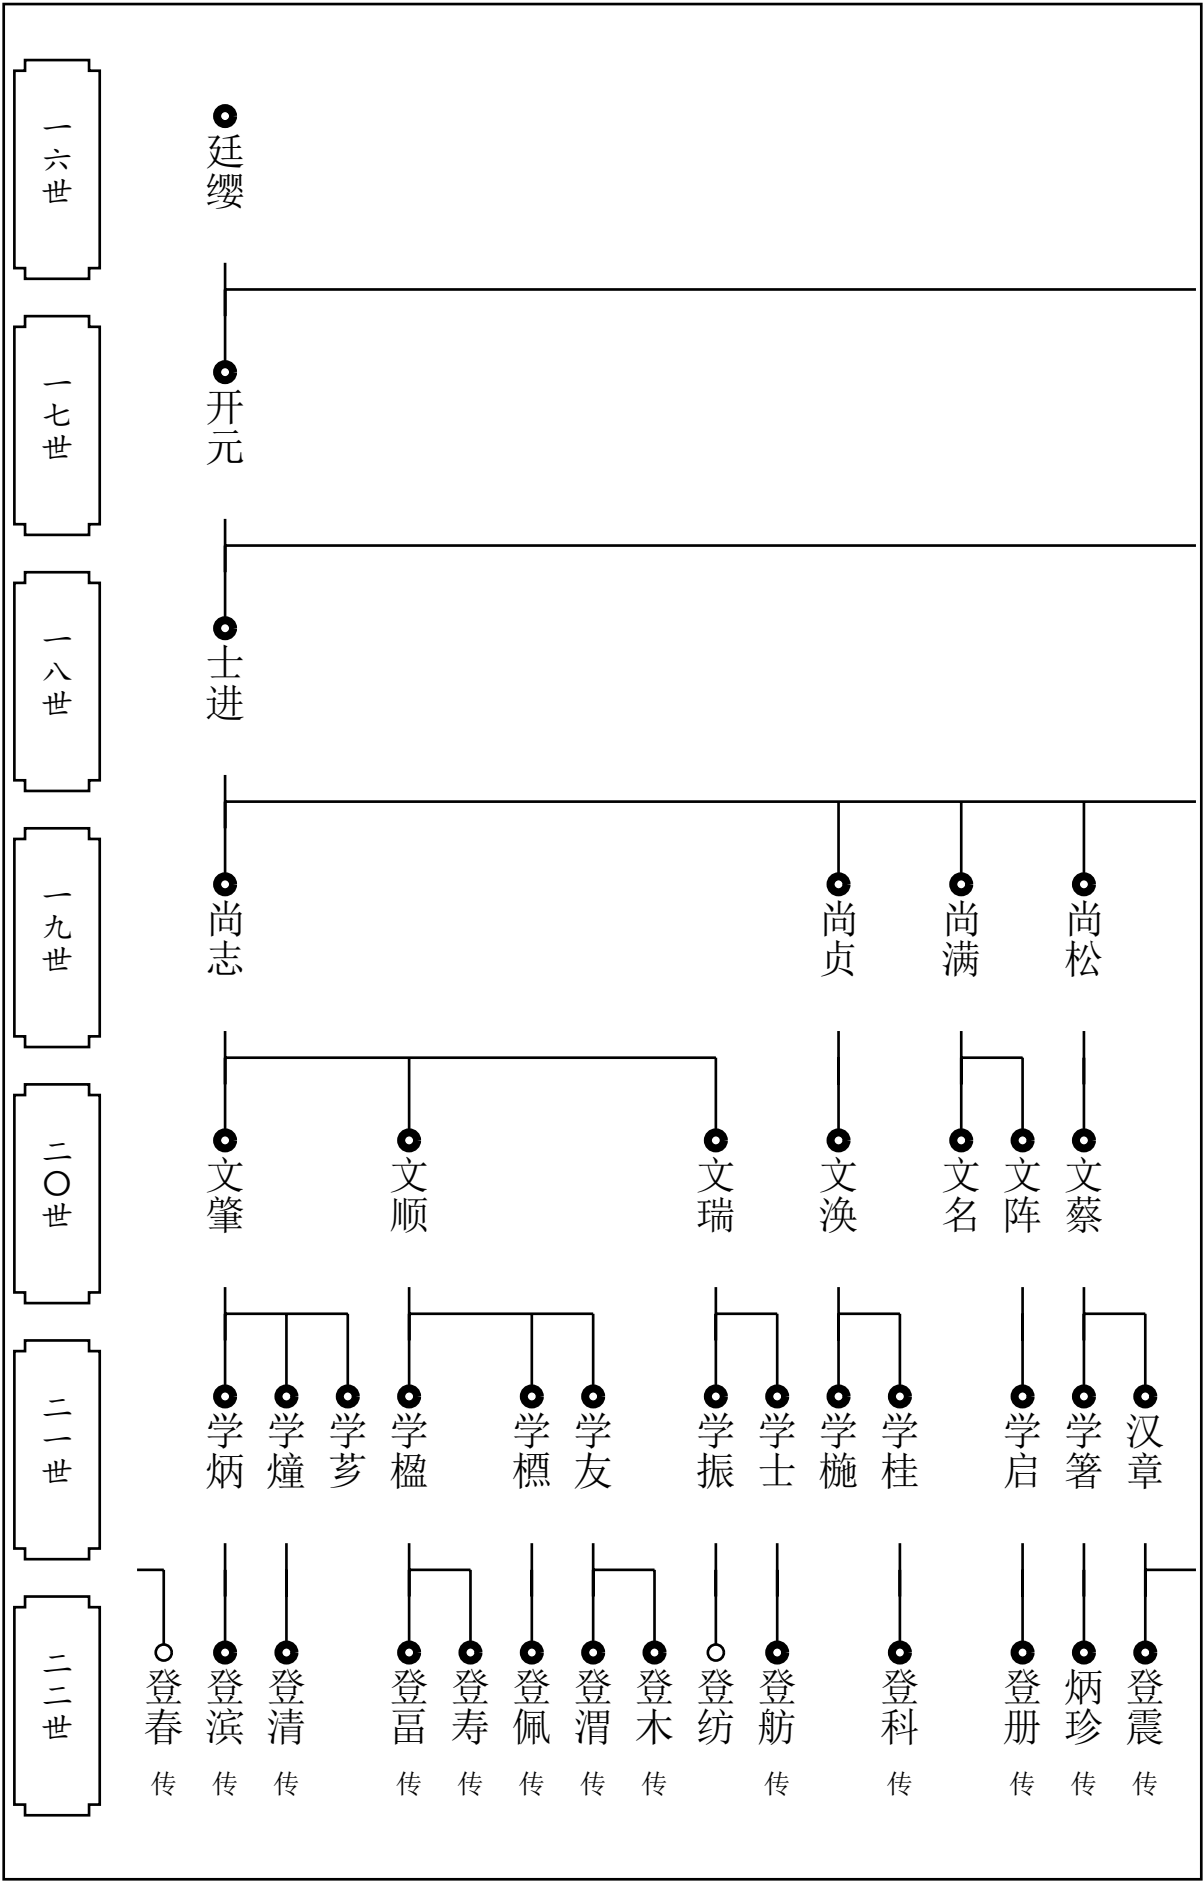 一六世
廷缨
一七世
开元
一八世
士进
一九世
尚志
尚贞
尚满
尚松
二〇世
文肇
文顺
文瑞
文涣
文名
文阵
文蔡
二一世
学炳
学燑
学芗
学楹
学槱
学友
学振
学士
学椸
学桂
学启
学箸
汉章
二二世
登春
登滨
登清
登畐
登寿
登佩
登渭
登木
登纺
登舫
登科
登册
炳珍
登震
传
传
传
传
传
传
传
传
传
传
传
传
传